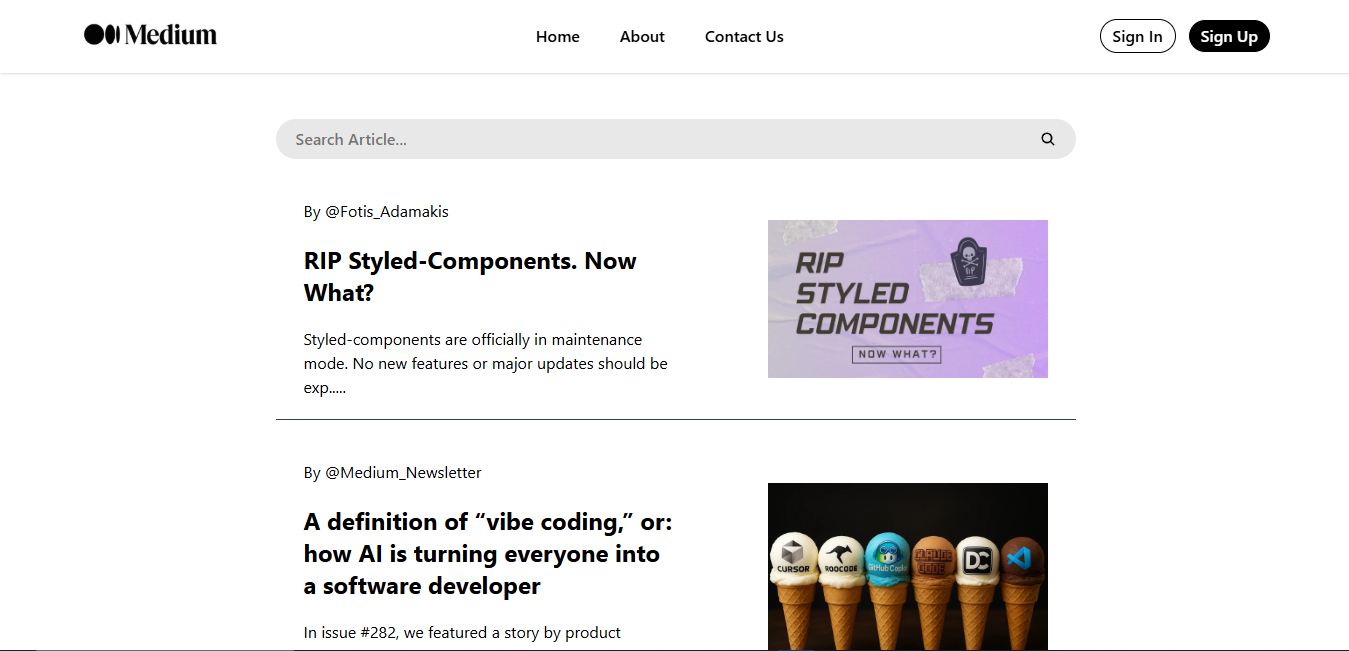 Medium
Home About Contact Us Sign In Sign Up
Search Article...
By @Fotis_Adamakis
RIP Styled-Components. Now
What?
Styled-components are officially in maintenance
mode. No new features or major updates should be
exp.....
RIP
STYLED
COMPONENTS
NOW WHAT?
RIP
By @Medium_Newsletter
A definition of “vibe coding,” or:
how AI is turning everyone into
a software developer
In issue #282, we featured a story by product
CURSOR
ROOCODE
GitHub Copilot
CLAUDE
CODE
DC